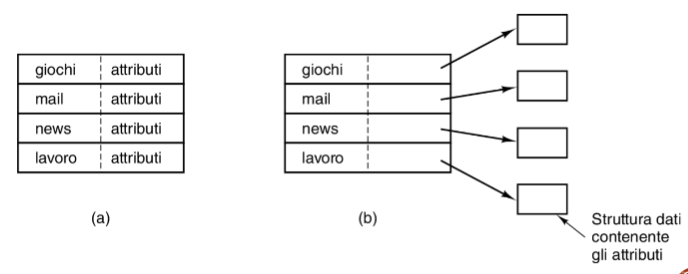 giochi attributi
mail attributi
news attributi
lavoro attributi
(a)
giochi
mail
news
lavoro
(b)
Struttura dati
contenente
gli attributi